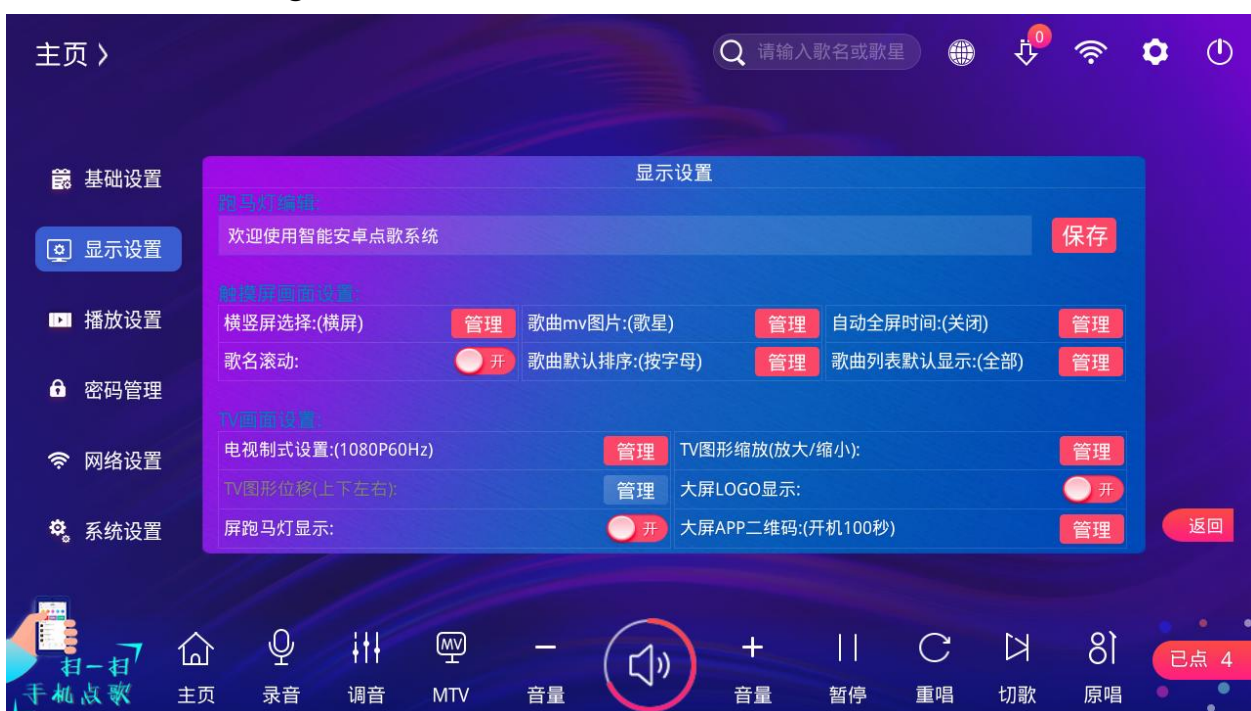 主页 〉
请输入歌名或歌星
0
基础设置
显示设置
播放设置
密码管理
网络设置
系统设置
显示设置
跑马灯编辑:
欢迎使用智能安卓点歌系统 保存
触摸屏画面设置:
横竖屏选择:(横屏) 管理 歌曲mv图片:(歌星) 管理 自动全屏时间:(关闭) 管理
歌名滚动: 开 歌曲默认排序:(按字母) 管理 歌曲列表默认显示:(全部) 管理
TV画面设置:
电视制式设置:(1080P60Hz) 管理 TV图形缩放(放大/缩小): 管理
TV图形位移(上下左右): 管理 大屏LOGO显示: 开
屏跑马灯显示: 开 大屏APP二维码:(开机100秒) 管理
返回
扫一扫
手机点歌
MV
主页 录音 调音 MTV 音量 音量 暂停 重唱 切歌 原唱
已点 4